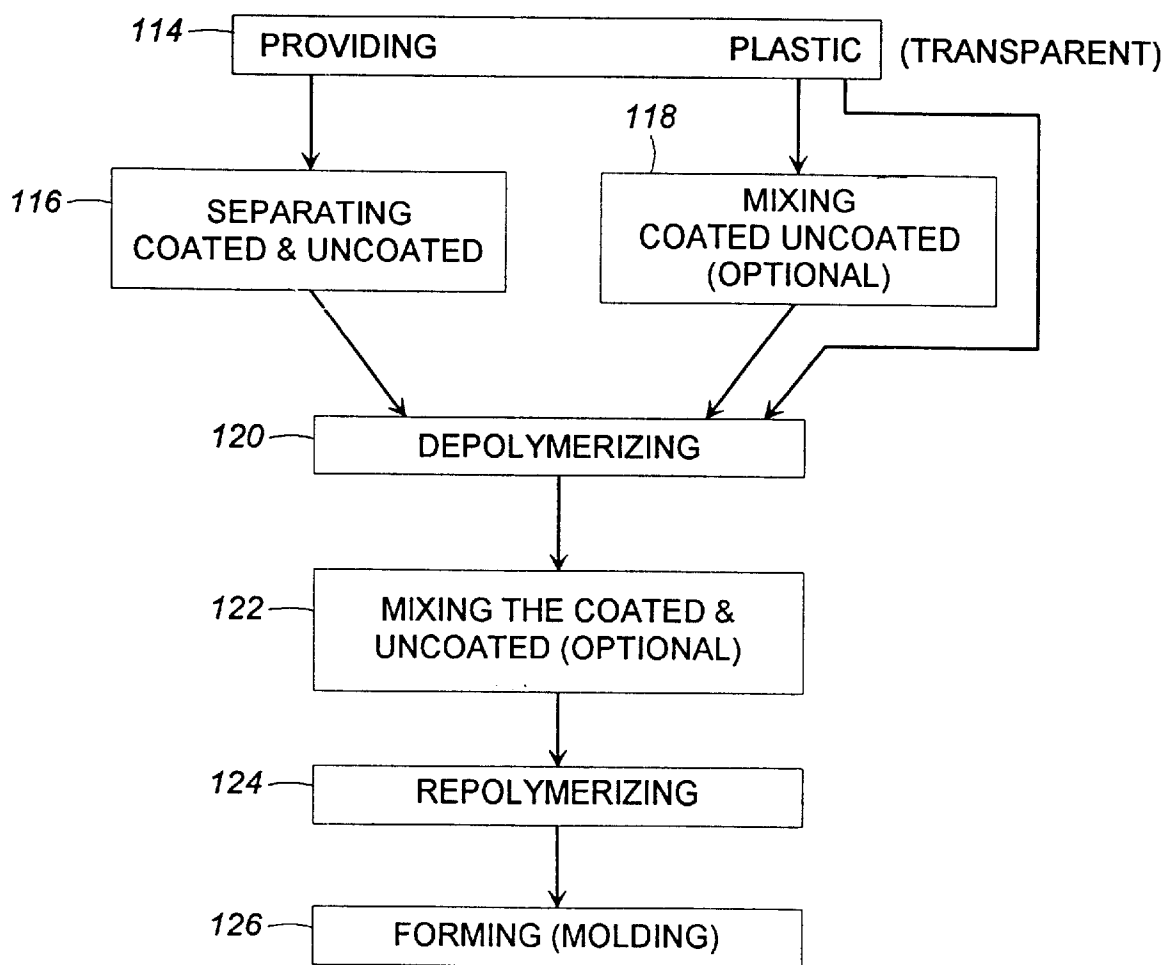 114
PROVIDING PLASTIC (TRANSPARENT)
118
116
SEPARATING
COATED & UNCOATED
MIXING
COATED UNCOATED
(OPTIONAL)
120
DEPOLYMERIZING
122
MIXING THE COATED &
UNCOATED (OPTIONAL)
124
REPOLYMERIZING
126
FORMING (MOLDING)